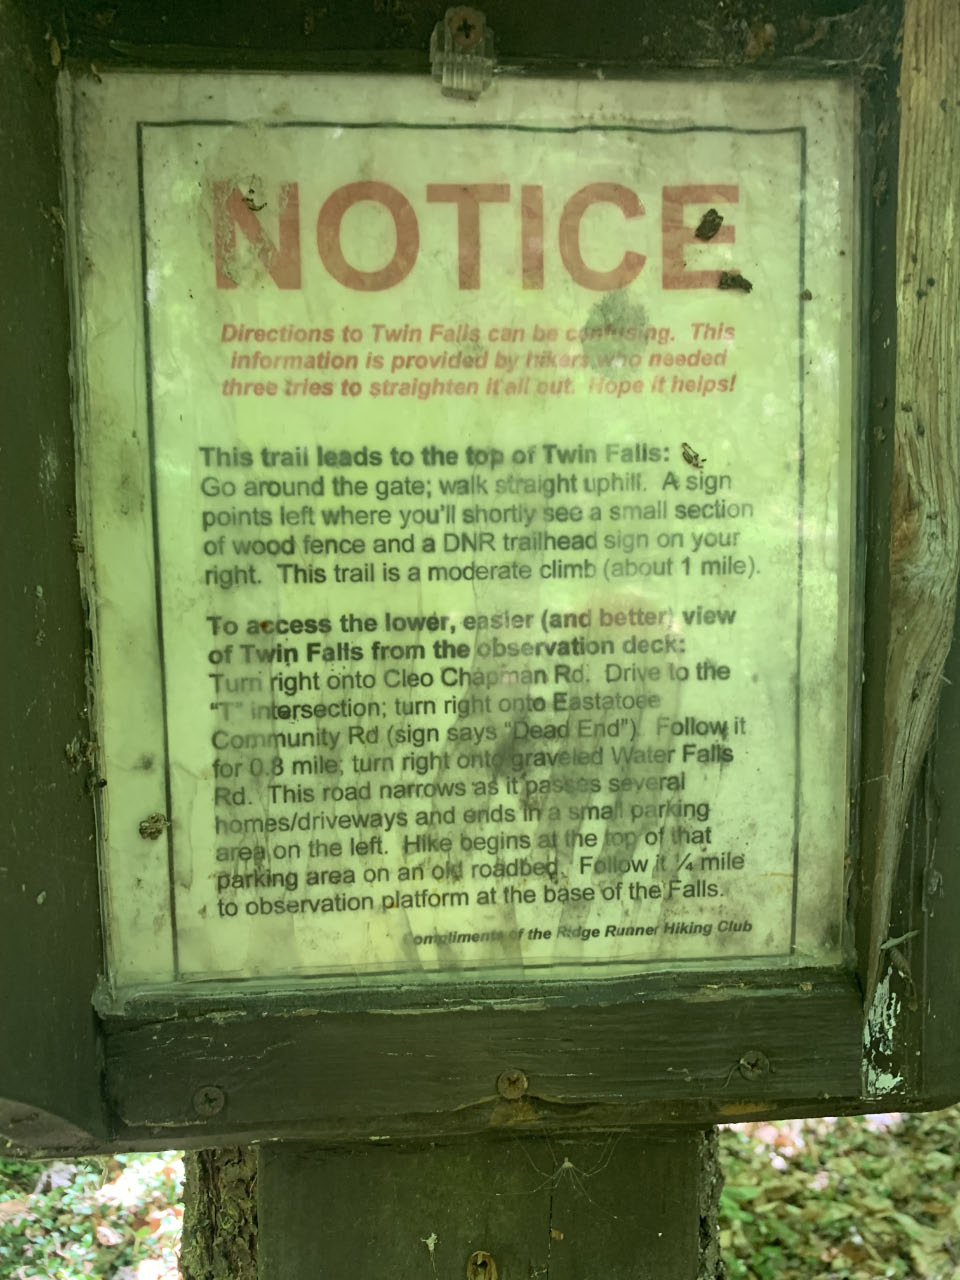 NOTICE
Directions to Twin Falls can be confusing. This
information is provided by hikers who needed
three tries to straighten it all out. Hope it helps!
This trail leads to the top of Twin Falls:
Go around the gate; walk straight uphill. A sign
points left where you'll shortly see a small section
of wood fence and a DNR trailhead sign on your
right. This trail is a moderate climb (about 1 mile).
To access the lower, easier (and better) view
of Twin Falls from the observation deck:
Turn right onto Cleo Chapman Rd. Drive to the
"T" intersection; turn right onto Eastatoee
Community Rd (sign says "Dead End"). Follow it
for 0.8 mile; turn right onto graveled Water Falls
Rd. This road narrows as it passes several
homes/driveways and ends in a small parking
area on the left. Hike begins at the top of that
parking area on an old roadbed. Follow it ¼ mile
to observation platform at the base of the Falls.
Compliments of the Ridge Runner Hiking Club